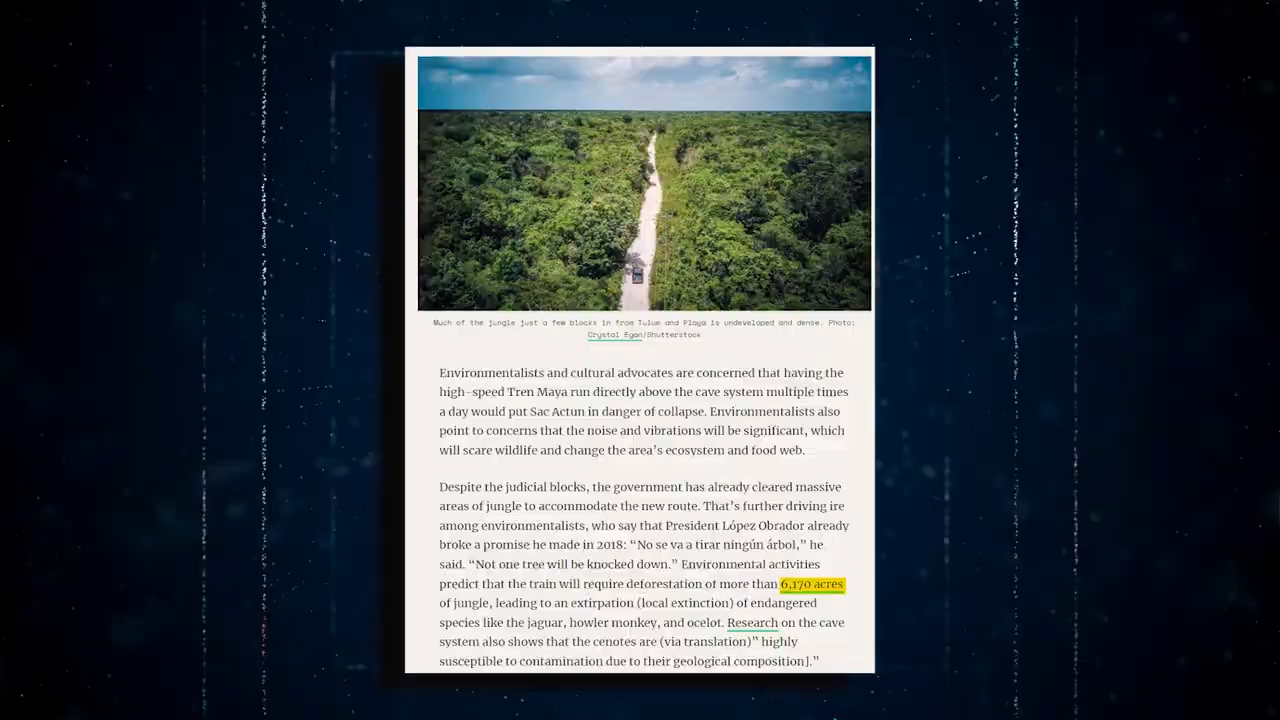 Much of the jungle just a few blocks in from Tulum and Playa is undeveloped and dense. Photo:
Crystal Egan/Shutterstock
Environmentalists and cultural advocates are concerned that having the
high-speed Tren Maya run directly above the cave system multiple times
a day would put Sac Actun in danger of collapse. Environmentalists also
point to concerns that the noise and vibrations will be significant, which
will scare wildlife and change the area's ecosystem and food web.
Despite the judicial blocks, the government has already cleared massive
areas of jungle to accommodate the new route. That's further driving ire
among environmentalists, who say that President López Obrador already
broke a promise he made in 2018: “No se va a tirar ningún árbol,” he
said. “Not one tree will be knocked down.” Environmental activities
predict that the train will require deforestation of more than 6,170 acres
of jungle, leading to an extirpation (local extinction) of endangered
species like the jaguar, howler monkey, and ocelot. Research on the cave
system also shows that the cenotes are (via translation)” highly
susceptible to contamination due to their geological composition].”